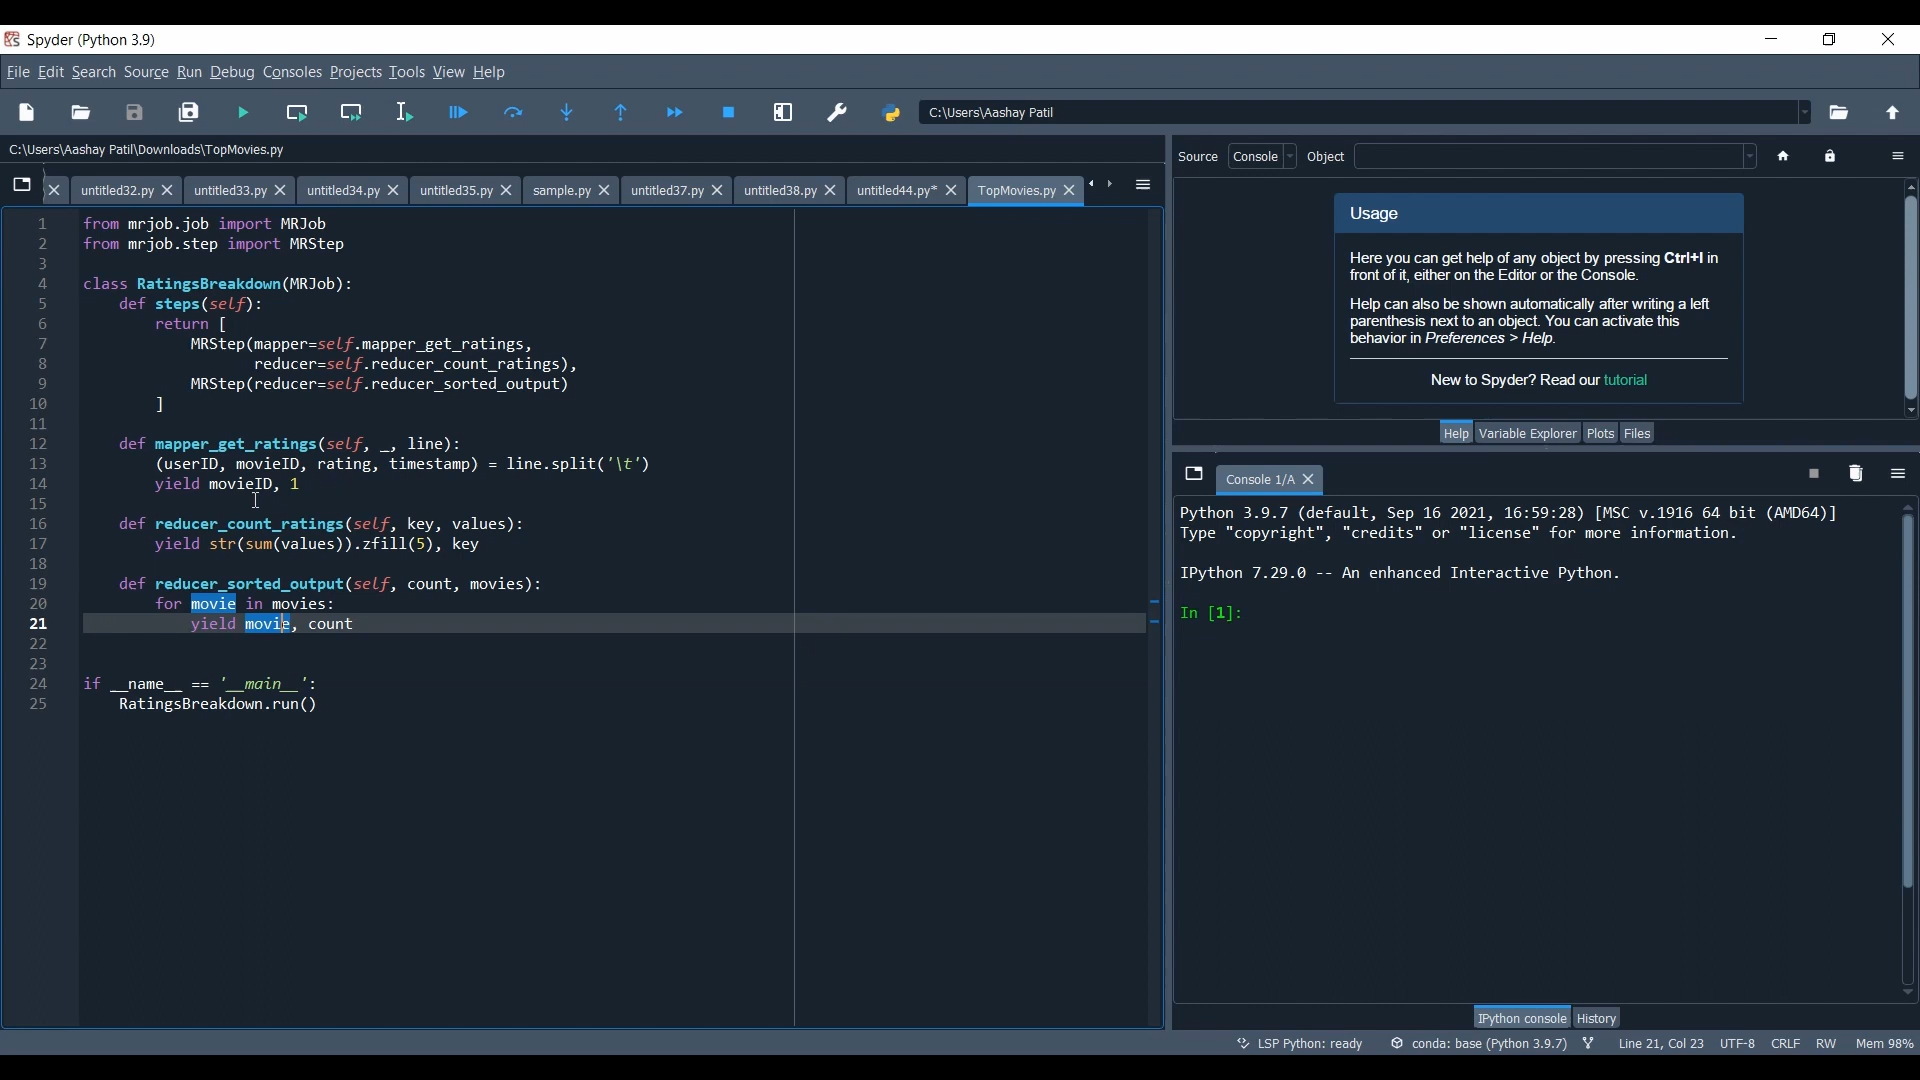 Spyder (Python 3.9)
File Edit Search Source Run Debug Consoles Projects Tools View Help
C:\Users\Aashay Patil
C:\Users\Aashay Patil\Downloads\TopMovies.py
untitled32.py untitled33.py untitled34.py untitled35.py sample.py untitled37.py untitled38.py untitled44.py* TopMovies.py
1 from mrjob.job import MRJob
2 from mrjob.step import MRStep
3
4 class RatingsBreakdown(MRJob):
5 def steps(self):
6 return [
7 MRStep(mapper=self.mapper_get_ratings,
8 reducer=self.reducer_count_ratings),
9 MRStep(reducer=self.reducer_sorted_output)
10 ]
11
12 def mapper_get_ratings(self, _, line):
13 (userID, movieID, rating, timestamp) = line.split('\t')
14 yield movieID, 1
15
16 def reducer_count_ratings(self, key, values):
17 yield str(sum(values)).zfill(5), key
18
19 def reducer_sorted_output(self, count, movies):
20 for movie in movies:
21 yield movie, count
22
23
24 if __name__ == '__main__':
25 RatingsBreakdown.run()
Source Console Object
Usage
Here you can get help of any object by pressing Ctrl+I in
front of it, either on the Editor or the Console.
Help can also be shown automatically after writing a left
parenthesis next to an object. You can activate this
behavior in Preferences > Help.
New to Spyder? Read our tutorial
Help Variable Explorer Plots Files
Console 1/A
Python 3.9.7 (default, Sep 16 2021, 16:59:28) [MSC v.1916 64 bit (AMD64)]
Type "copyright", "credits" or "license" for more information.
IPython 7.29.0 -- An enhanced Interactive Python.
In [1]:
IPython console History
LSP Python: ready conda: base (Python 3.9.7) Line 21, Col 23 UTF-8 CRLF RW Mem 98%